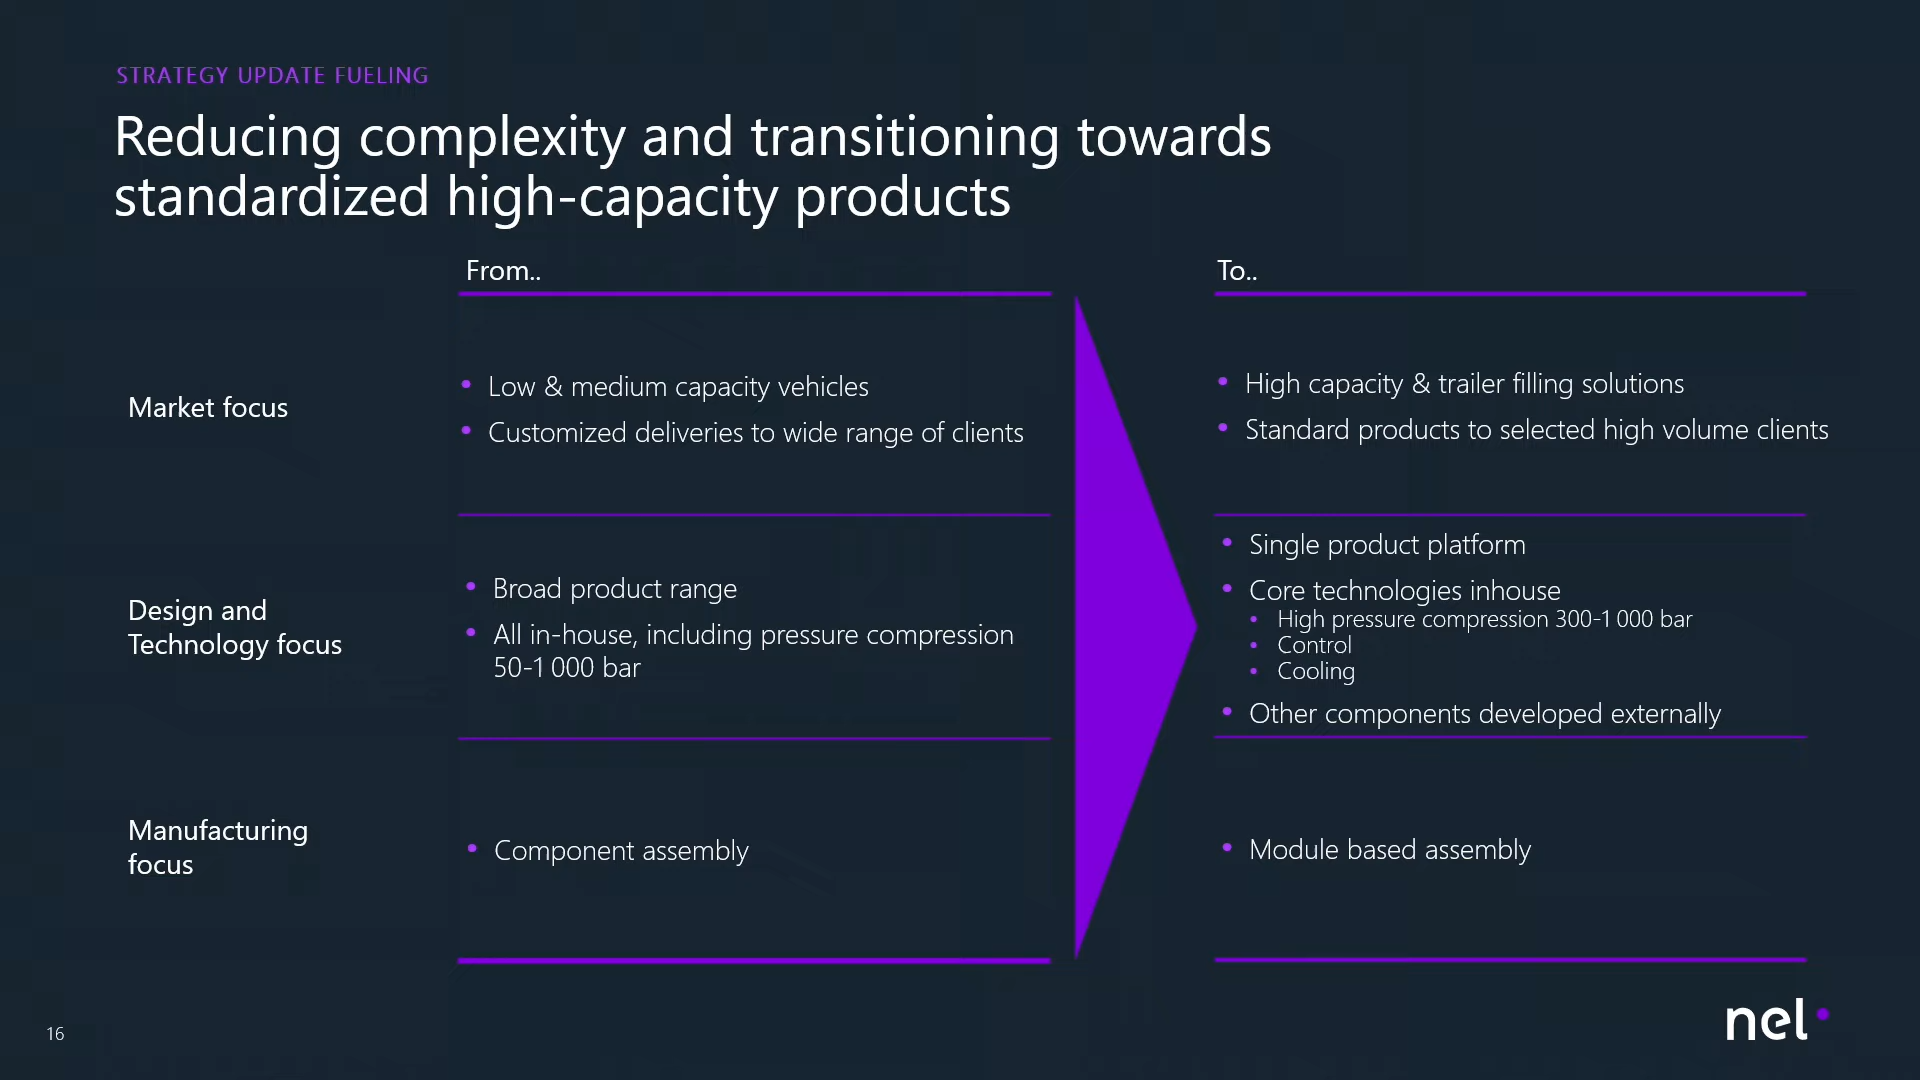 STRATEGY UPDATE FUELING
Reducing complexity and transitioning towards
standardized high-capacity products
From..
To..
Market focus
• Low & medium capacity vehicles
• Customized deliveries to wide range of clients
• High capacity & trailer filling solutions
• Standard products to selected high volume clients
Design and
Technology focus
• Broad product range
• All in-house, including pressure compression
50-1 000 bar
• Single product platform
• Core technologies inhouse
• High pressure compression 300-1 000 bar
• Control
• Cooling
• Other components developed externally
Manufacturing
focus
• Component assembly
• Module based assembly
16
nel